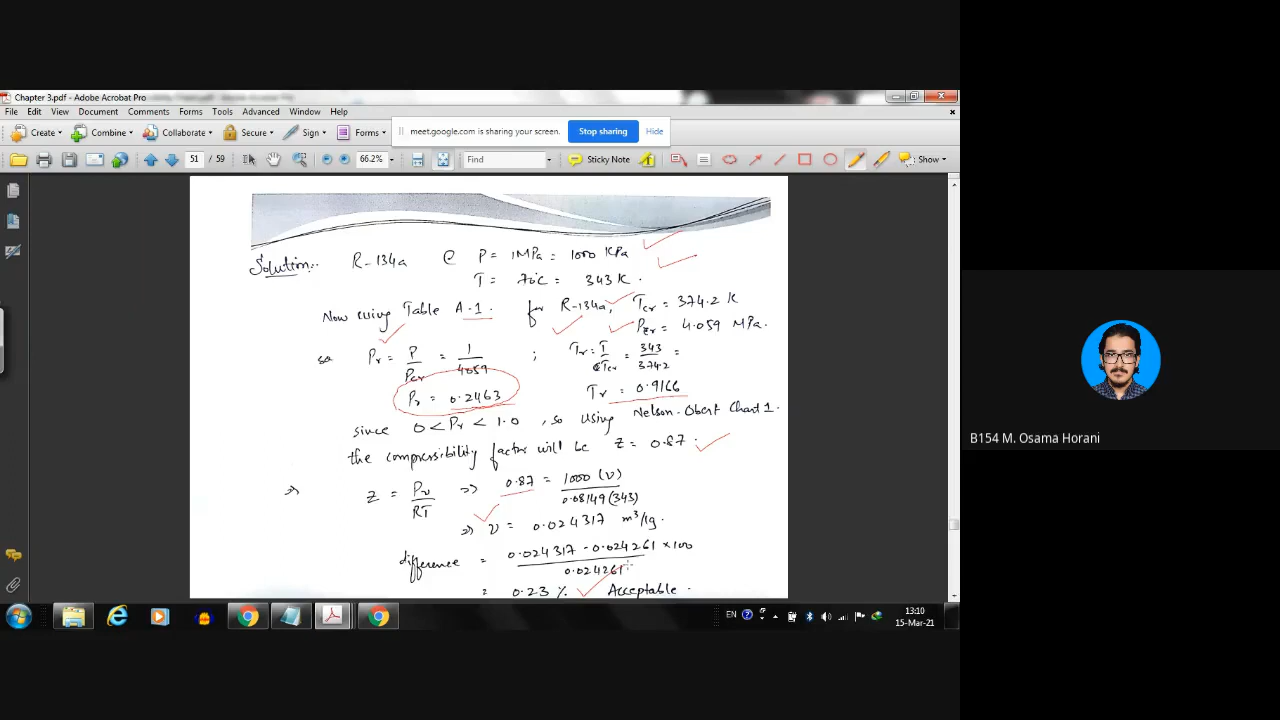 Chapter 3.pdf - Adobe Acrobat Pro
File Edit View Document Comments Forms Tools Advanced Window Help
meet.google.com is sharing your screen. Stop sharing Hide
Create Combine Collaborate Secure Sign Forms
51 / 59 66.2% Find Sticky Note Show
Solution:. R-134a @ P = 1MPa = 1000 KPa
T = 70°C = 343 K.
Now using Table A.1. for R-134a, Tcr = 374.2 K
Pcr = 4.059 MPa.
so Pr = P/Pcr = 1/4.059 ; Tr = T/Tcr = 343/374.2 =
Pr = 0.2463 Tr = 0.9166
since 0 < Pr < 1.0, so using Nelson-Obert Chart 1.
the compressibility factor will be Z = 0.87.
=> Z = Pv/RT => 0.87 = 1000 (v)/0.08149(343)
=> v = 0.024317 m³/kg.
difference = 0.024317 - 0.024261 x100/0.024261
= 0.23 % Acceptable.
B154 M. Osama Horani
EN 13:10
15-Mar-21